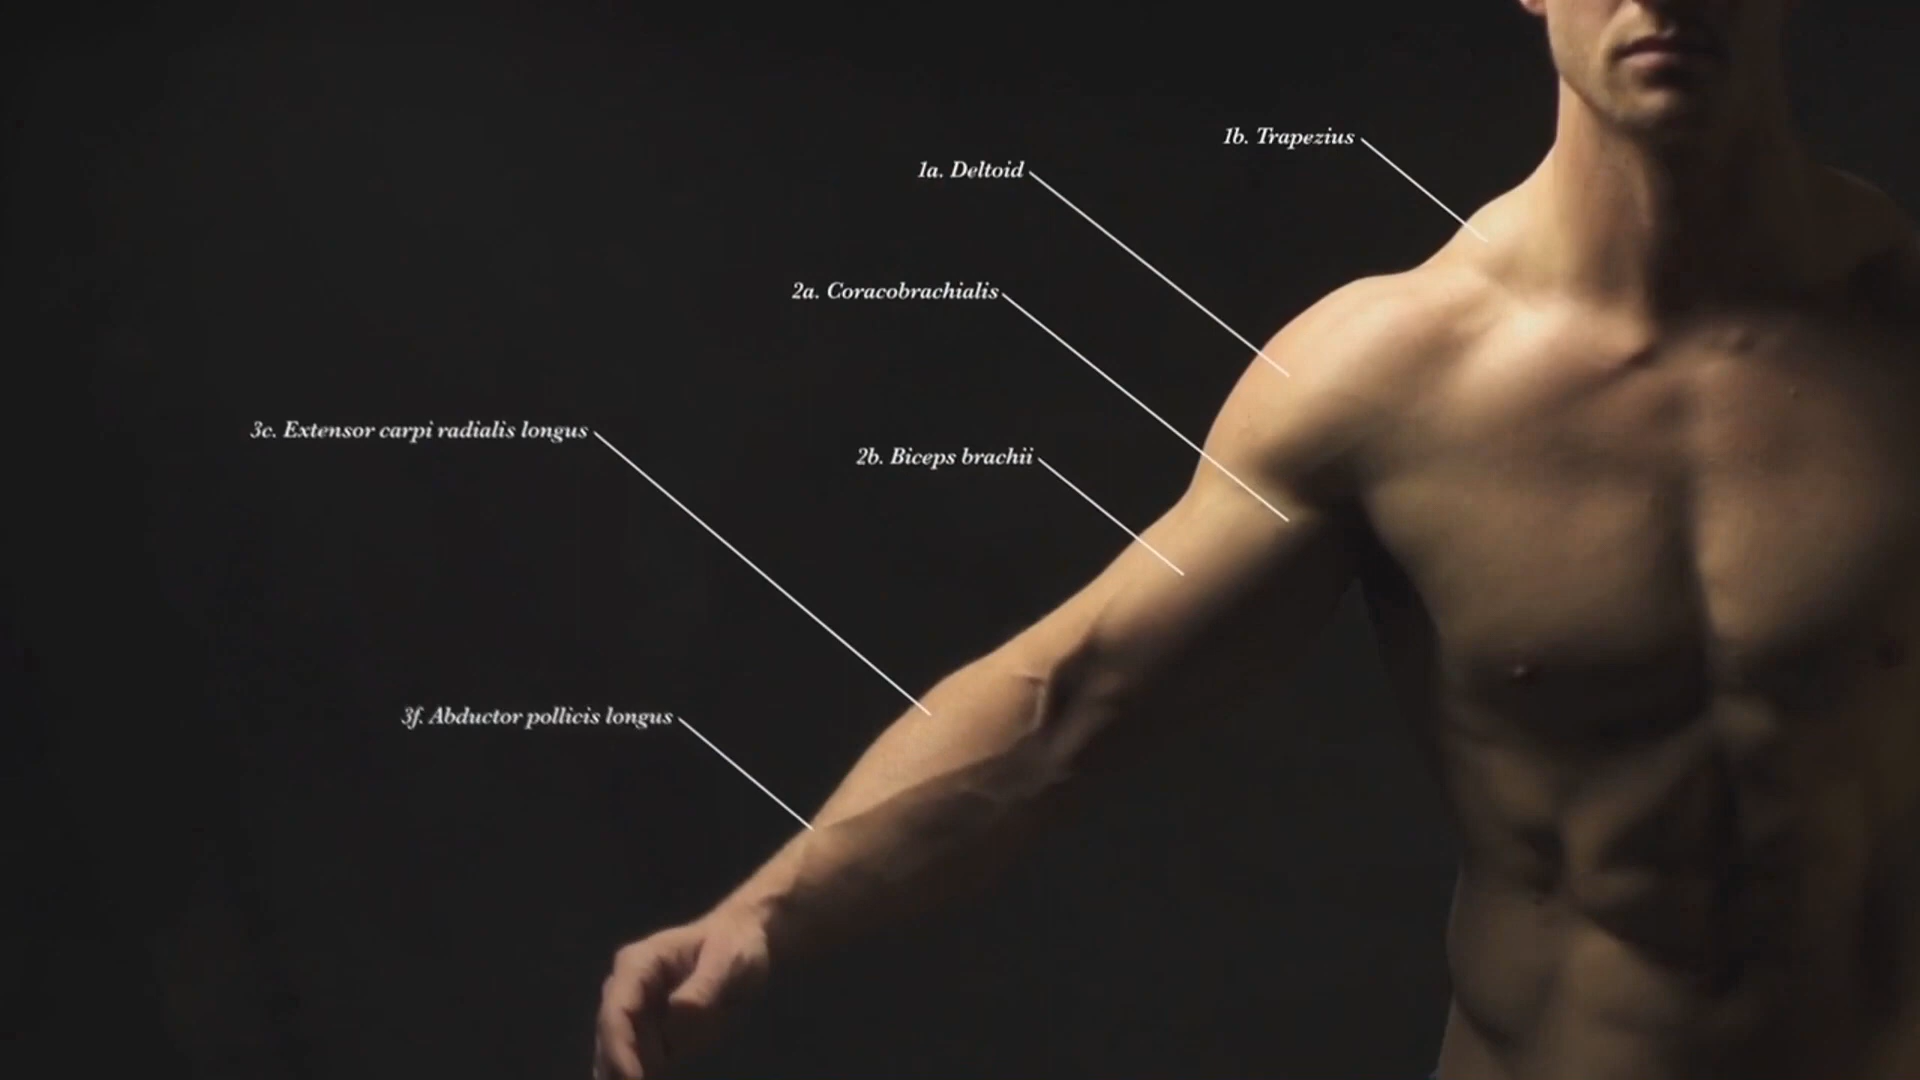 1b. Trapezius
1a. Deltoid
2a. Coracobrachialis
3c. Extensor carpi radialis longus
2b. Biceps brachii
3f. Abductor pollicis longus